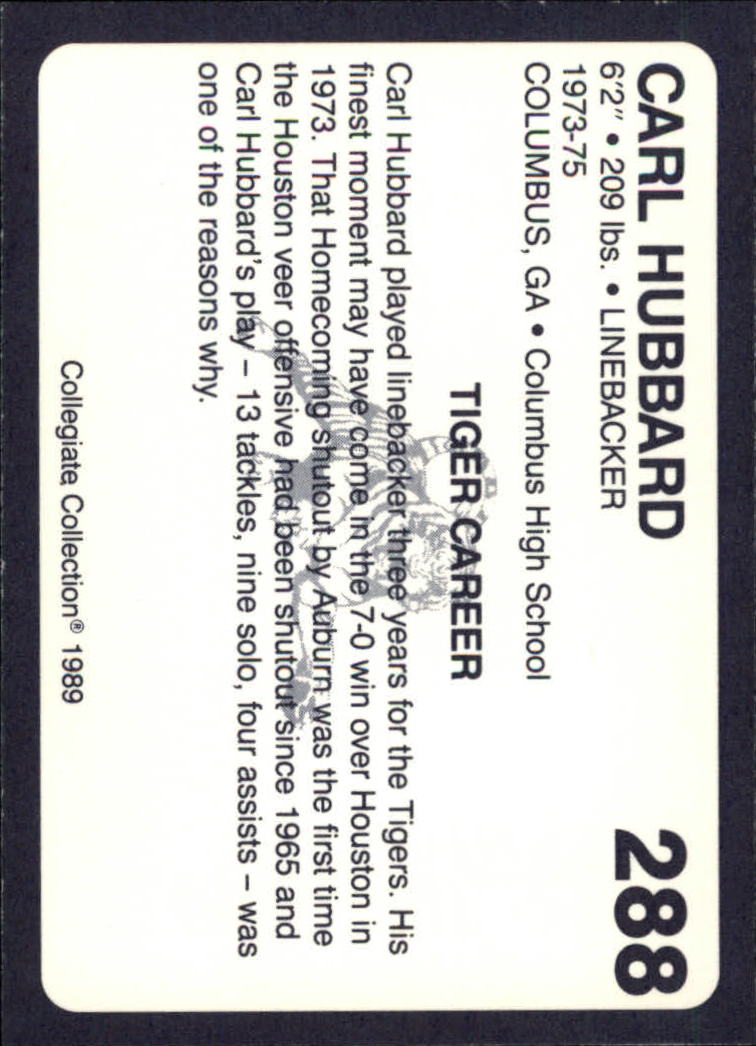 CARL HUBBARD 288
6'2" • 209 lbs. • LINEBACKER
1973-75
COLUMBUS, GA • Columbus High School
TIGER CAREER
Carl Hubbard played linebacker three years for the Tigers. His
finest moment may have come in the 7-0 win over Houston in
1973. That Homecoming shutout by Auburn was the first time
the Houston veer offensive had been shutout since 1965 and
Carl Hubbard's play – 13 tackles, nine solo, four assists – was
one of the reasons why.
Collegiate Collection® 1989